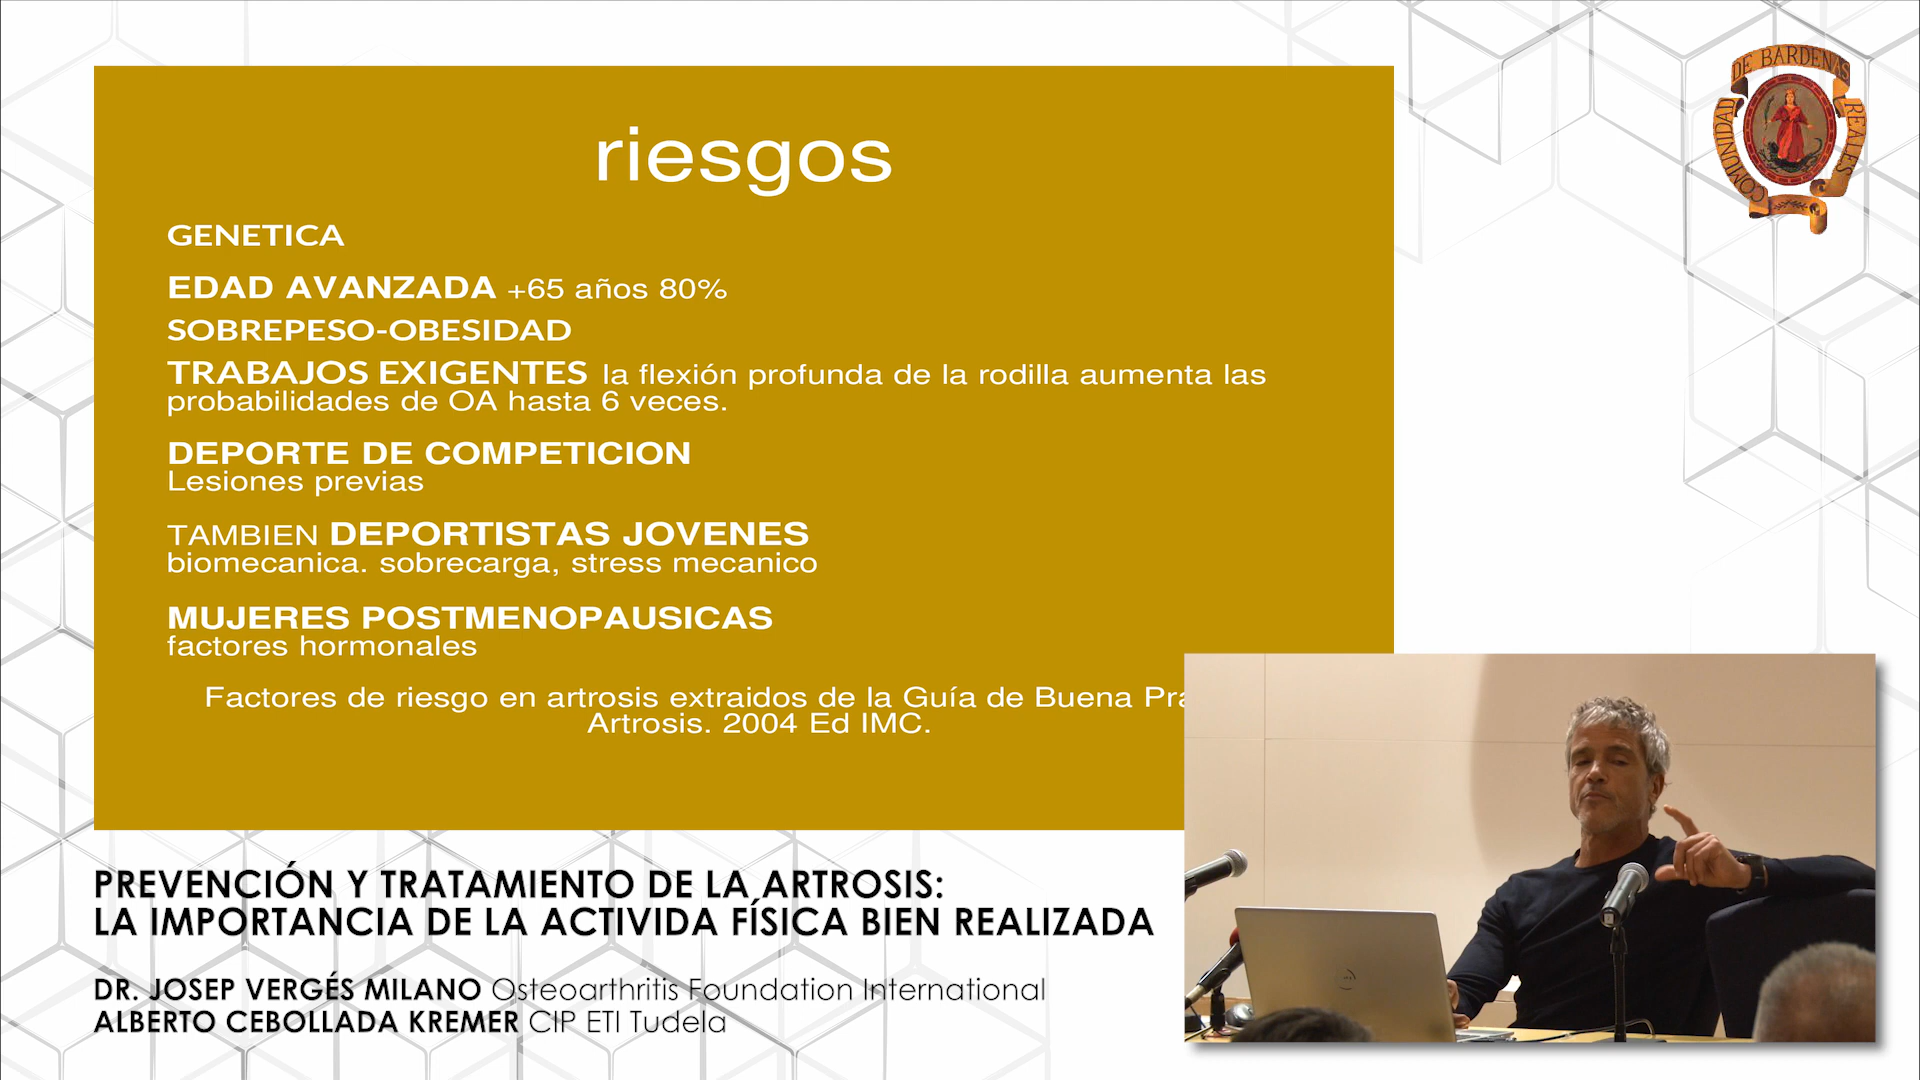 riesgos
GENETICA
EDAD AVANZADA +65 años 80%
SOBREPESO-OBESIDAD
TRABAJOS EXIGENTES la flexión profunda de la rodilla aumenta las
probabilidades de OA hasta 6 veces.
DEPORTE DE COMPETICION
Lesiones previas
TAMBIEN DEPORTISTAS JOVENES
biomecanica. sobrecarga, stress mecanico
MUJERES POSTMENOPAUSICAS
factores hormonales
Factores de riesgo en artrosis extraidos de la Guía de Buena
Artrosis. 2004 Ed IMC.
COMUNIDAD DE BARDENAS REALES
PREVENCIÓN Y TRATAMIENTO DE LA ARTROSIS:
LA IMPORTANCIA DE LA ACTIVIDA FÍSICA BIEN REALIZADA
DR. JOSEP VERGÉS MILANO Osteoarthritis Foundation International
ALBERTO CEBOLLADA KREMER CIP ETI Tudela